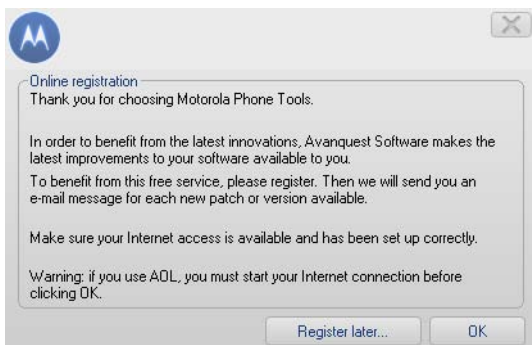 Online registration
Thank you for choosing Motorola Phone Tools.
In order to benefit from the latest innovations, Avanquest Software makes the
latest improvements to your software available to you.
To benefit from this free service, please register. Then we will send you an
e-mail message for each new patch or version available.
Make sure your Internet access is available and has been set up correctly.
Warning: if you use AOL, you must start your Internet connection before
clicking OK.
Register later...
OK